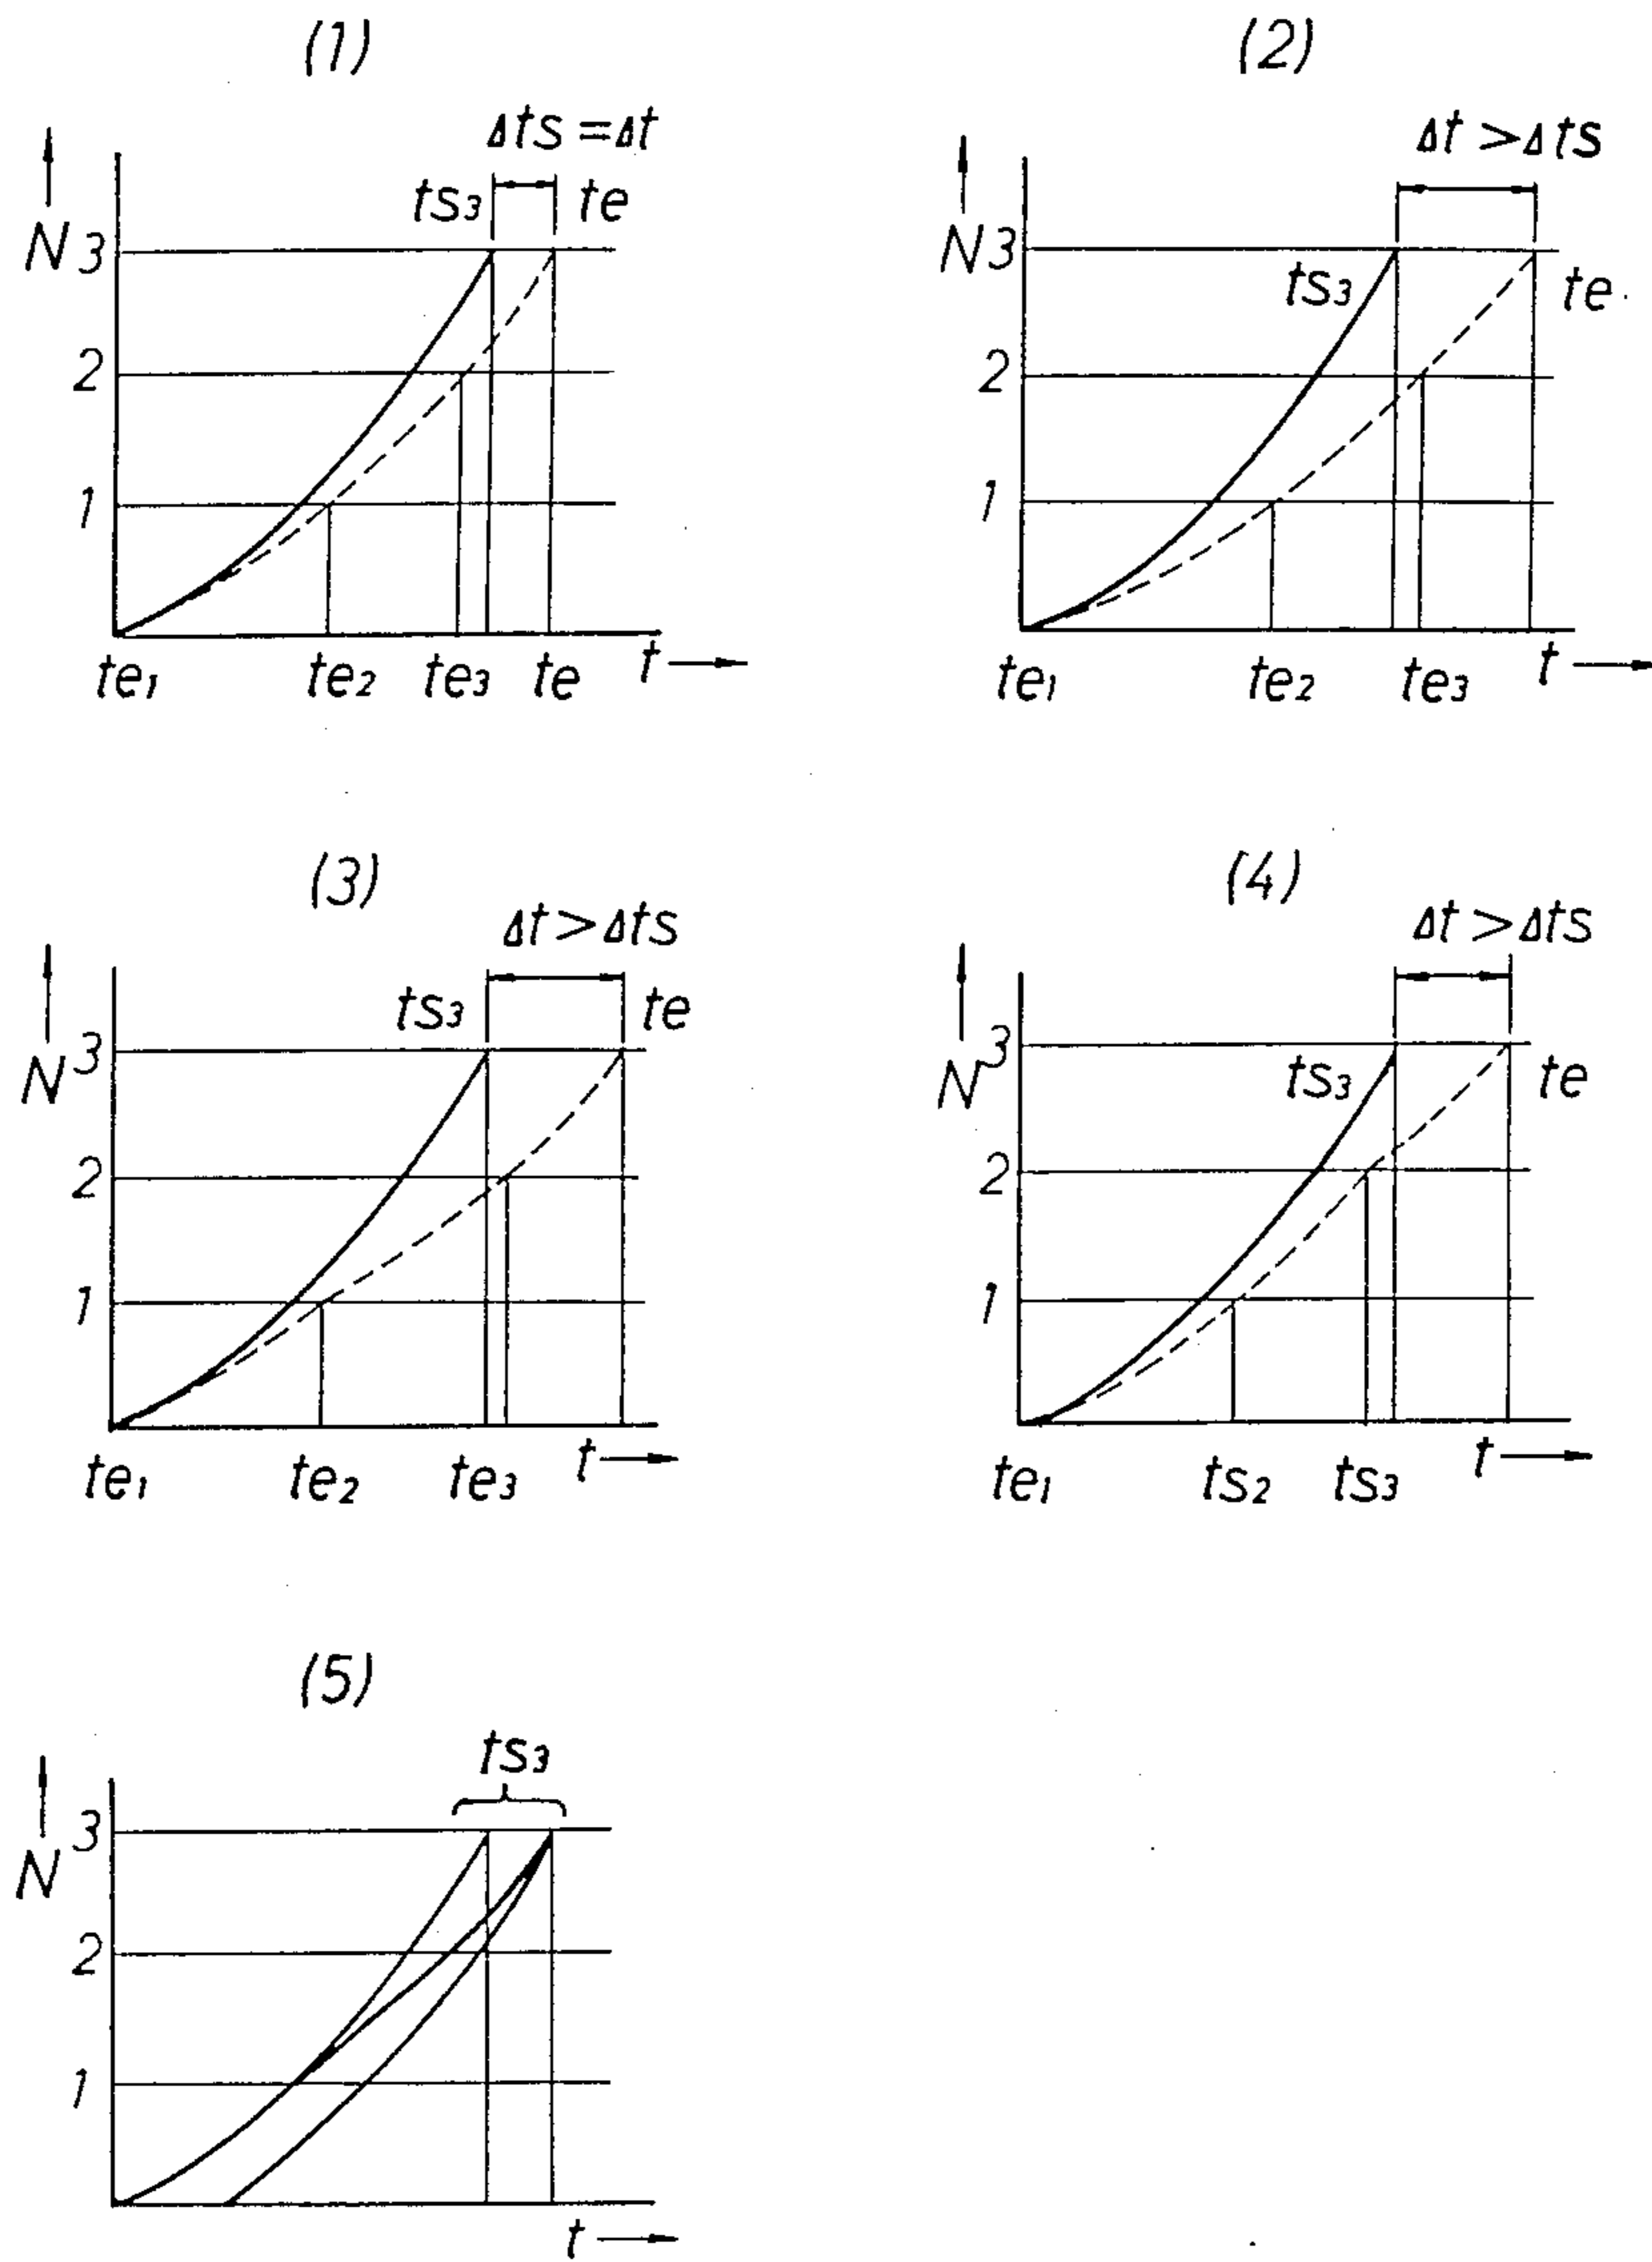 (1)
Δts = Δt
ts₃ te
N 3
2
1
te₁ te₂ te₃ te t
(2)
Δt > Δts
N 3
ts₃ te
2
1
te₁ te₂ te₃ t
(3)
Δt > Δts
ts₃ te
N 3
2
1
te₁ te₂ te₃ t
(4)
Δt > Δts
N 3
ts₃ te
2
1
te₁ ts₂ ts₃ t
(5)
ts₃
N 3
2
1
t